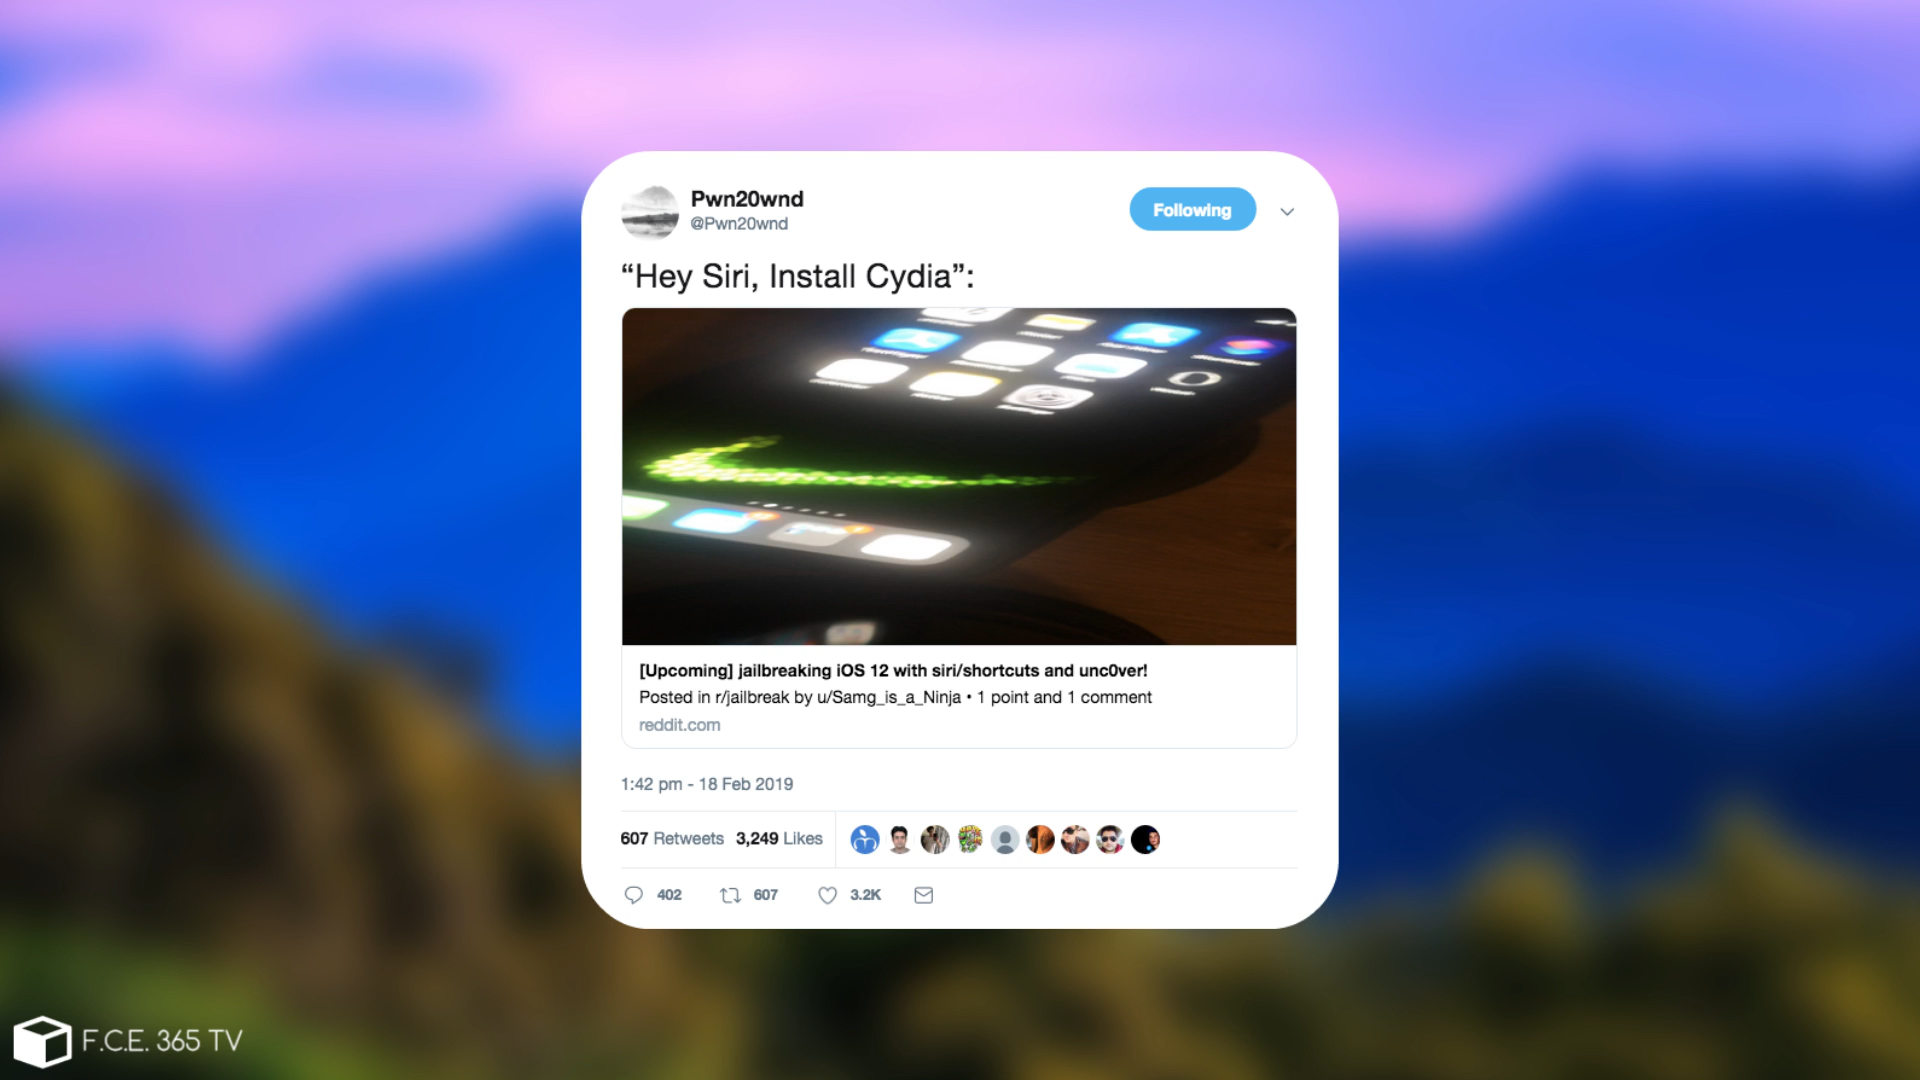 Pwn20wnd
@Pwn20wnd
Following
“Hey Siri, Install Cydia”:
[Upcoming] jailbreaking iOS 12 with siri/shortcuts and unc0ver!
Posted in r/jailbreak by u/Samg_is_a_Ninja • 1 point and 1 comment
reddit.com
1:42 pm - 18 Feb 2019
607 Retweets 3,249 Likes
402 607 3.2K
F.C.E. 365 TV